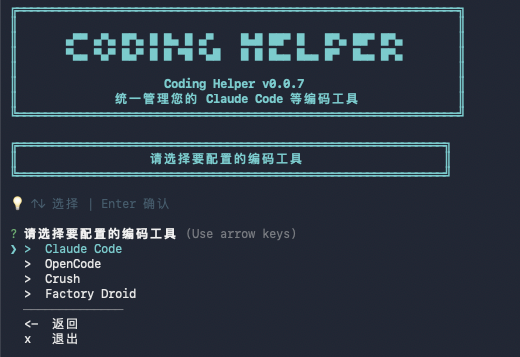 CODING HELPER
Coding Helper v0.0.7
统一管理您的 Claude Code 等编码工具
请选择要配置的编码工具
💡 ↑↓ 选择 | Enter 确认
? 请选择要配置的编码工具 (Use arrow keys)
❯ > Claude Code
> OpenCode
> Crush
> Factory Droid
<- 返回
x 退出